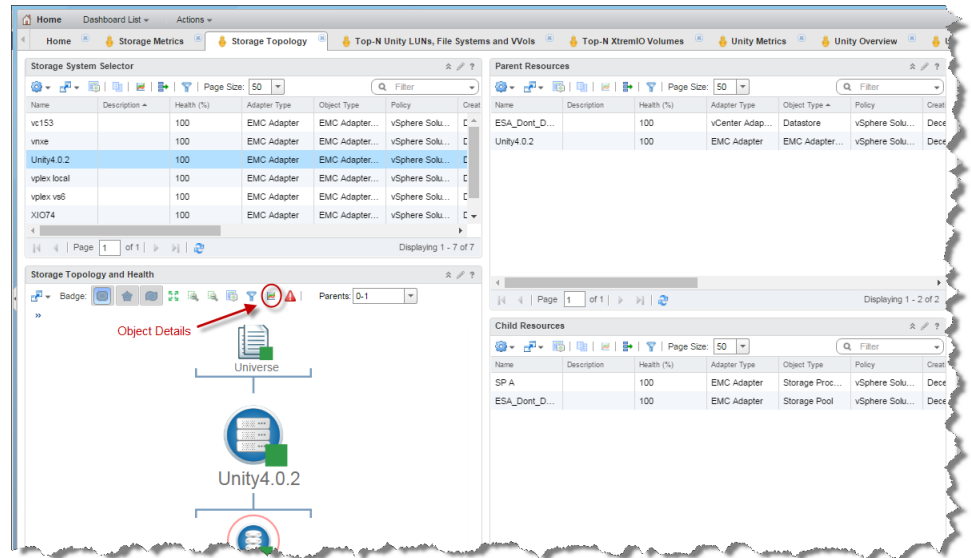 Home Dashboard List Actions
Home Storage Metrics Storage Topology Top-N Unity LUNs, File Systems and VVols Top-N XtremIO Volumes Unity Metrics Unity Overview
Storage System Selector
Page Size: 50 Filter
Name Description Health (%) Adapter Type Object Type Policy Creat
vc153 100 EMC Adapter EMC Adapter... vSphere Solu... D
vnxe 100 EMC Adapter EMC Adapter... vSphere Solu... D
Unity4.0.2 100 EMC Adapter EMC Adapter... vSphere Solu... D
vplex local 100 EMC Adapter EMC Adapter... vSphere Solu... D
vplex vs6 100 EMC Adapter EMC Adapter... vSphere Solu... D
XIO74 100 EMC Adapter EMC Adapter... vSphere Solu... D
Page 1 of 1 Displaying 1 - 7 of 7
Storage Topology and Health
Badge: Parents: 0-1
»
Object Details
Universe
Unity4.0.2
Parent Resources
Page Size: 50 Filter
Name Description Health (%) Adapter Type Object Type Policy Creat
ESA_Dont_D... 100 vCenter Adap... Datastore vSphere Solu... Dece
Unity4.0.2 100 EMC Adapter EMC Adapter... vSphere Solu... Dece
Page 1 of 1 Displaying 1 - 2 of 2
Child Resources
Page Size: 50 Filter
Name Description Health (%) Adapter Type Object Type Policy Creati
SP A 100 EMC Adapter Storage Proc... vSphere Solu... Dece
ESA_Dont_D... 100 EMC Adapter Storage Pool vSphere Solu... Dece